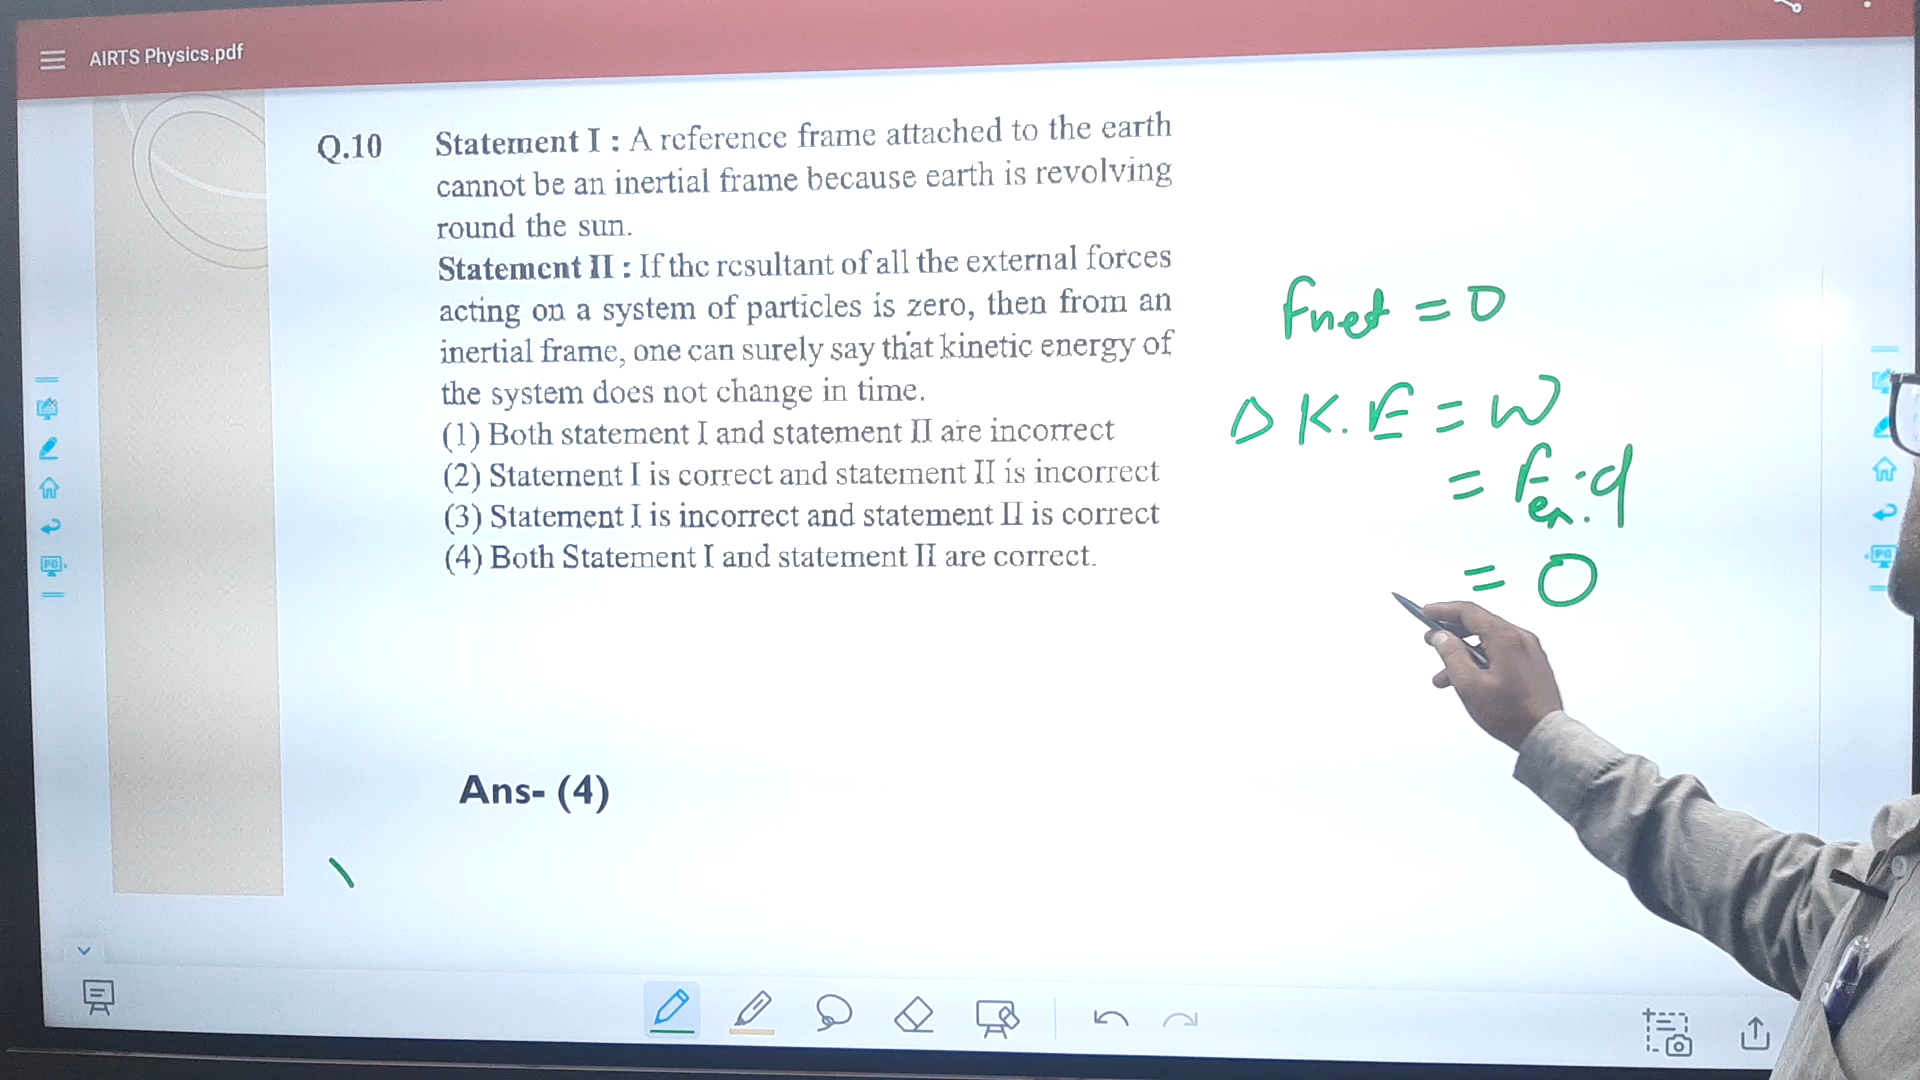 AIRTS Physics.pdf
Q.10 Statement I : A reference frame attached to the earth
cannot be an inertial frame because earth is revolving
round the sun.
Statement II : If the resultant of all the external forces
acting on a system of particles is zero, then from an
inertial frame, one can surely say that kinetic energy of
the system does not change in time.
(1) Both statement I and statement II are incorrect
(2) Statement I is correct and statement II is incorrect
(3) Statement I is incorrect and statement II is correct
(4) Both Statement I and statement II are correct.
Ans- (4)
Fnet = 0
Δ K.E = W
= Fex.d
= 0